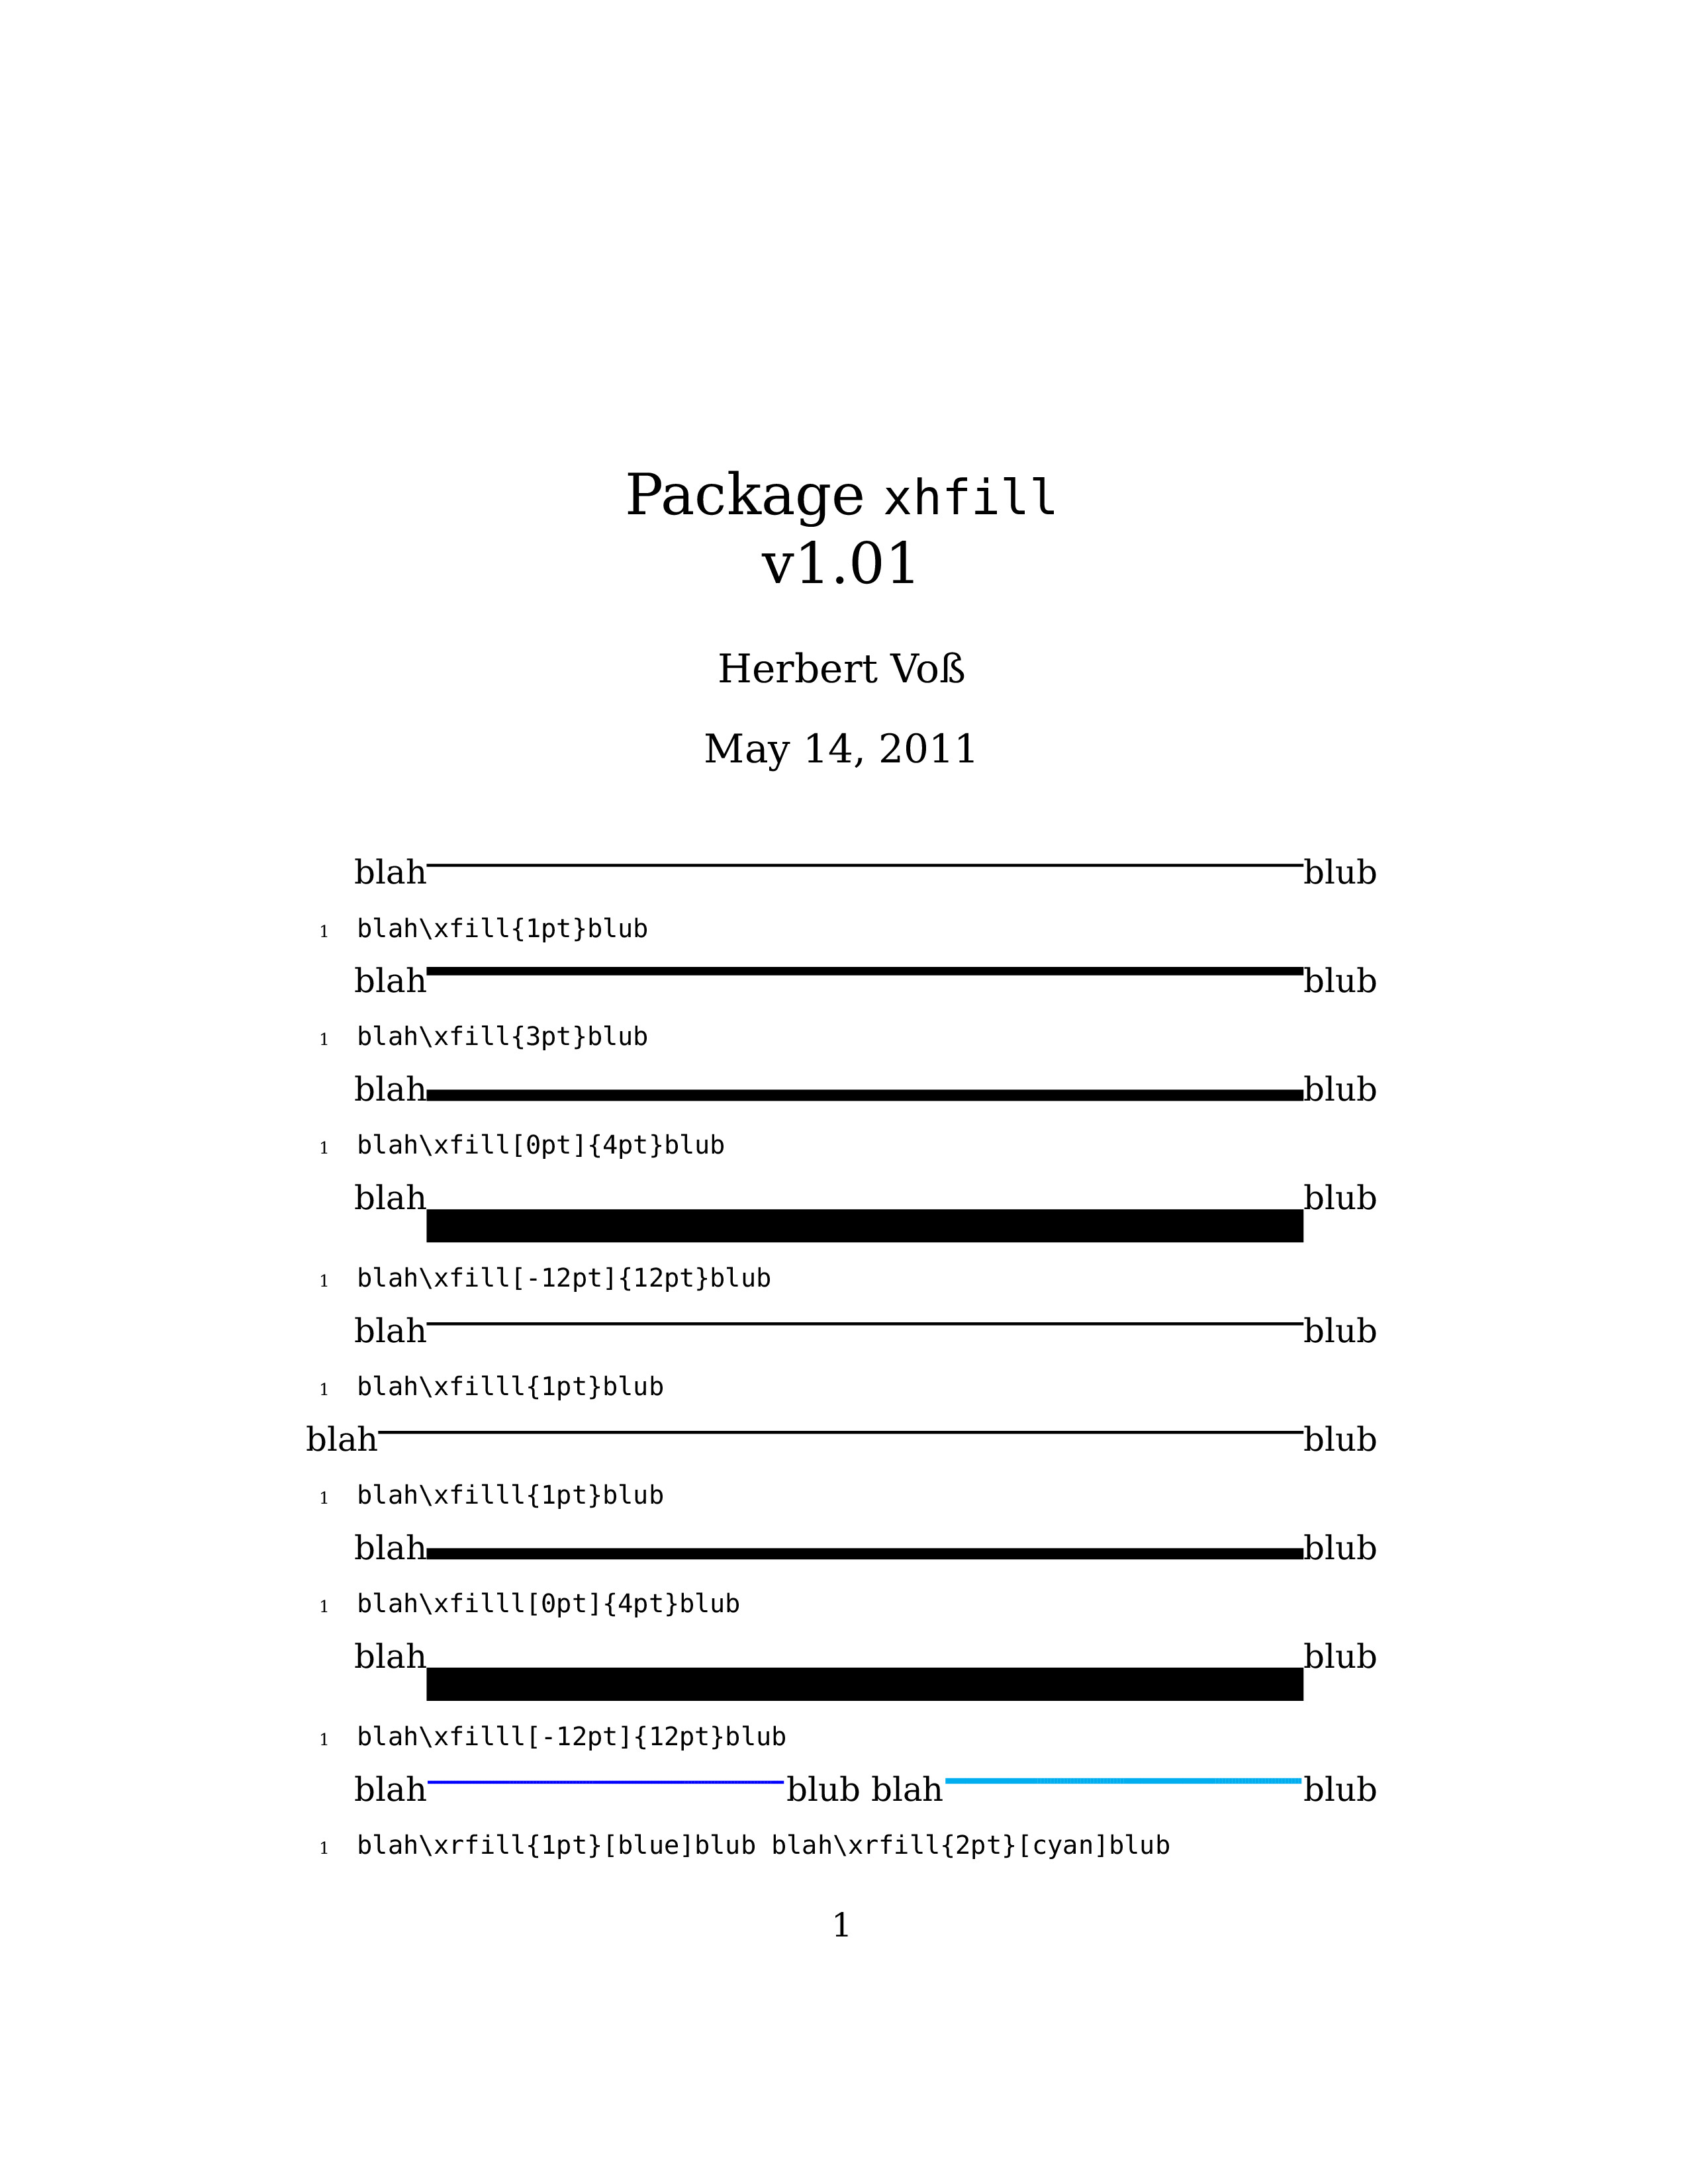 Package xhfill
v1.01
Herbert Voß
May 14, 2011
blah blub
1 blah\xfill{1pt}blub
blah blub
1 blah\xfill{3pt}blub
blah blub
1 blah\xfill[0pt]{4pt}blub
blah blub
1 blah\xfill[-12pt]{12pt}blub
blah blub
1 blah\xfilll{1pt}blub
blah blub
1 blah\xfilll{1pt}blub
blah blub
1 blah\xfilll[0pt]{4pt}blub
blah blub
1 blah\xfilll[-12pt]{12pt}blub
blah blub blah blub
1 blah\xrfill{1pt}[blue]blub blah\xrfill{2pt}[cyan]blub
1